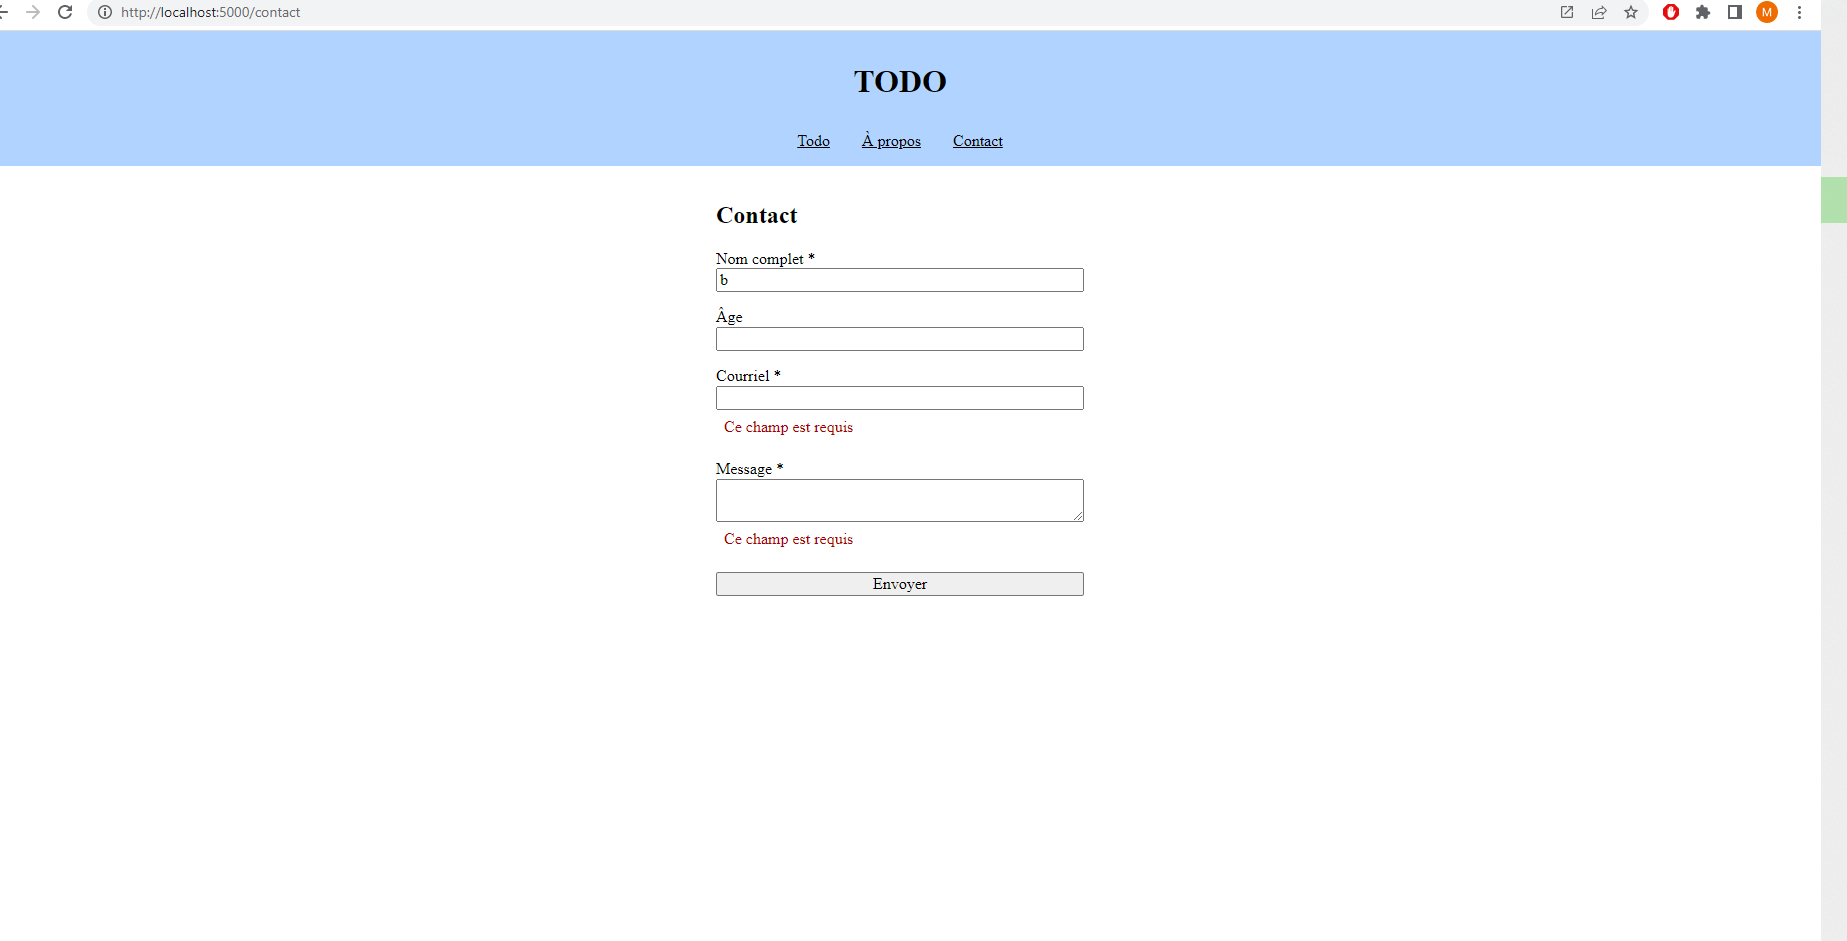 http://localhost:5000/contact
M
TODO
Todo À propos Contact
Contact
Nom complet *
b
Âge
Courriel *
Ce champ est requis
Message *
Ce champ est requis
Envoyer